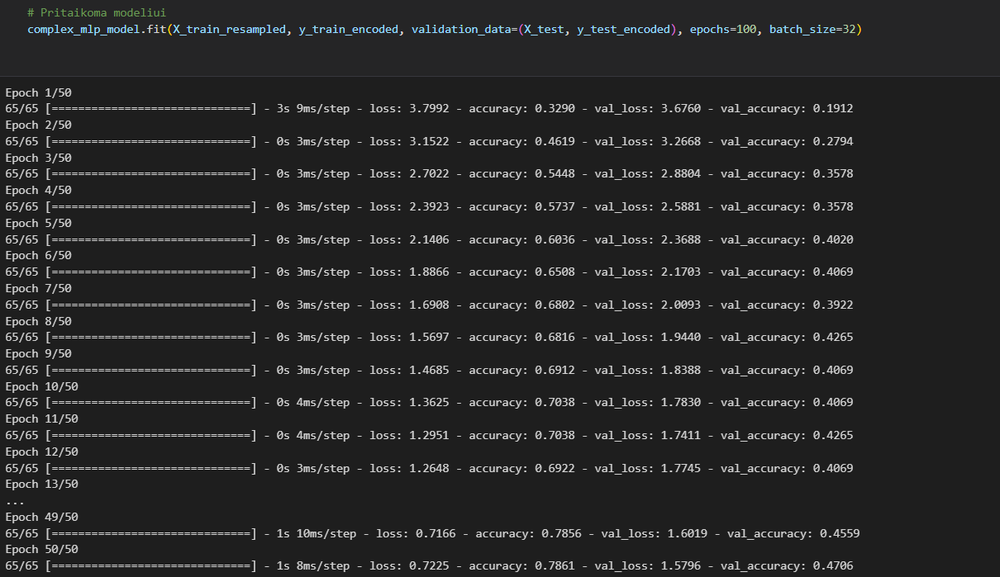 # Pritaikoma modeliui
complex_mlp_model.fit(X_train_resampled, y_train_encoded, validation_data=(X_test, y_test_encoded), epochs=100, batch_size=32)
Epoch 1/50
65/65 [==============================] - 3s 9ms/step - loss: 3.7992 - accuracy: 0.3290 - val_loss: 3.6760 - val_accuracy: 0.1912
Epoch 2/50
65/65 [==============================] - 0s 3ms/step - loss: 3.1522 - accuracy: 0.4619 - val_loss: 3.2668 - val_accuracy: 0.2794
Epoch 3/50
65/65 [==============================] - 0s 3ms/step - loss: 2.7022 - accuracy: 0.5448 - val_loss: 2.8804 - val_accuracy: 0.3578
Epoch 4/50
65/65 [==============================] - 0s 3ms/step - loss: 2.3923 - accuracy: 0.5737 - val_loss: 2.5881 - val_accuracy: 0.3578
Epoch 5/50
65/65 [==============================] - 0s 3ms/step - loss: 2.1406 - accuracy: 0.6036 - val_loss: 2.3688 - val_accuracy: 0.4020
Epoch 6/50
65/65 [==============================] - 0s 3ms/step - loss: 1.8866 - accuracy: 0.6508 - val_loss: 2.1703 - val_accuracy: 0.4069
Epoch 7/50
65/65 [==============================] - 0s 3ms/step - loss: 1.6908 - accuracy: 0.6802 - val_loss: 2.0093 - val_accuracy: 0.3922
Epoch 8/50
65/65 [==============================] - 0s 3ms/step - loss: 1.5697 - accuracy: 0.6816 - val_loss: 1.9440 - val_accuracy: 0.4265
Epoch 9/50
65/65 [==============================] - 0s 3ms/step - loss: 1.4685 - accuracy: 0.6912 - val_loss: 1.8388 - val_accuracy: 0.4069
Epoch 10/50
65/65 [==============================] - 0s 4ms/step - loss: 1.3625 - accuracy: 0.7038 - val_loss: 1.7830 - val_accuracy: 0.4069
Epoch 11/50
65/65 [==============================] - 0s 4ms/step - loss: 1.2951 - accuracy: 0.7038 - val_loss: 1.7411 - val_accuracy: 0.4265
Epoch 12/50
65/65 [==============================] - 0s 3ms/step - loss: 1.2648 - accuracy: 0.6922 - val_loss: 1.7745 - val_accuracy: 0.4069
Epoch 13/50
...
Epoch 49/50
65/65 [==============================] - 1s 10ms/step - loss: 0.7166 - accuracy: 0.7856 - val_loss: 1.6019 - val_accuracy: 0.4559
Epoch 50/50
65/65 [==============================] - 1s 8ms/step - loss: 0.7225 - accuracy: 0.7861 - val_loss: 1.5796 - val_accuracy: 0.4706